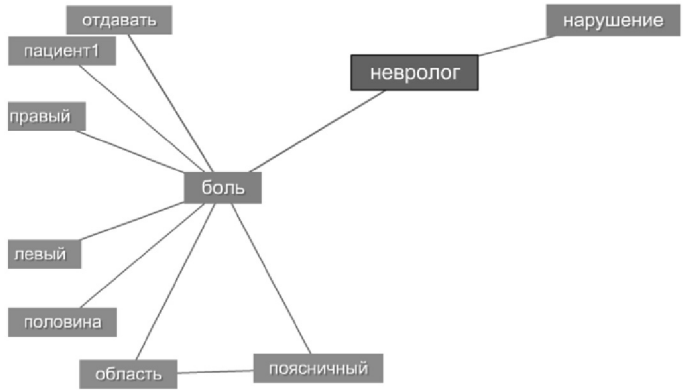 отдавать
нарушение
пациент1
невролог
правый
боль
левый
половина
область
поясничный